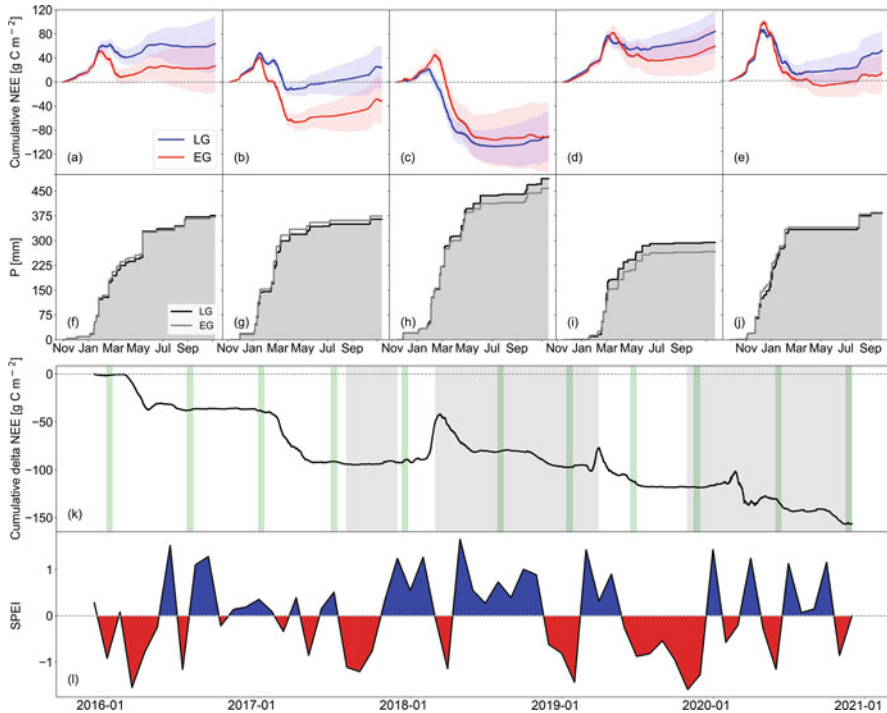 Cumulative NEE [g C m − 2]
120
80
40
0
−40
−80
−120
(a)
LG
EG
(b)
(c)
(d)
(e)
P [mm]
450
375
300
225
150
75
0
(f)
LG
EG
(g)
(h)
(i)
(j)
Nov Jan Mar May Jul Sep
Nov Jan Mar May Jul Sep
Nov Jan Mar May Jul Sep
Nov Jan Mar May Jul Sep
Nov Jan Mar May Jul Sep
Cumulative delta NEE [g C m − 2]
0
−50
−100
−150
(k)
SPEI
1
0
−1
(l)
2016-01 2017-01 2018-01 2019-01 2020-01 2021-01